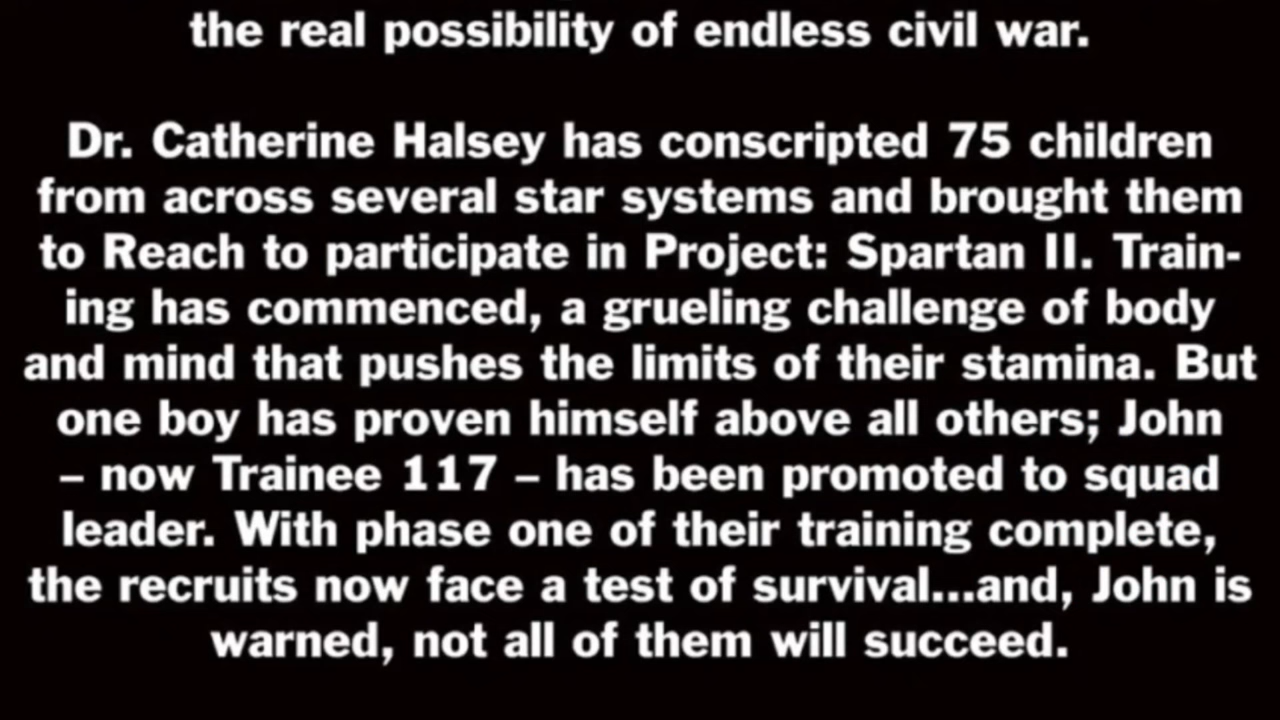 the real possibility of endless civil war.
Dr. Catherine Halsey has conscripted 75 children
from across several star systems and brought them
to Reach to participate in Project: Spartan II. Train-
ing has commenced, a grueling challenge of body
and mind that pushes the limits of their stamina. But
one boy has proven himself above all others; John
– now Trainee 117 – has been promoted to squad
leader. With phase one of their training complete,
the recruits now face a test of survival...and, John is
warned, not all of them will succeed.